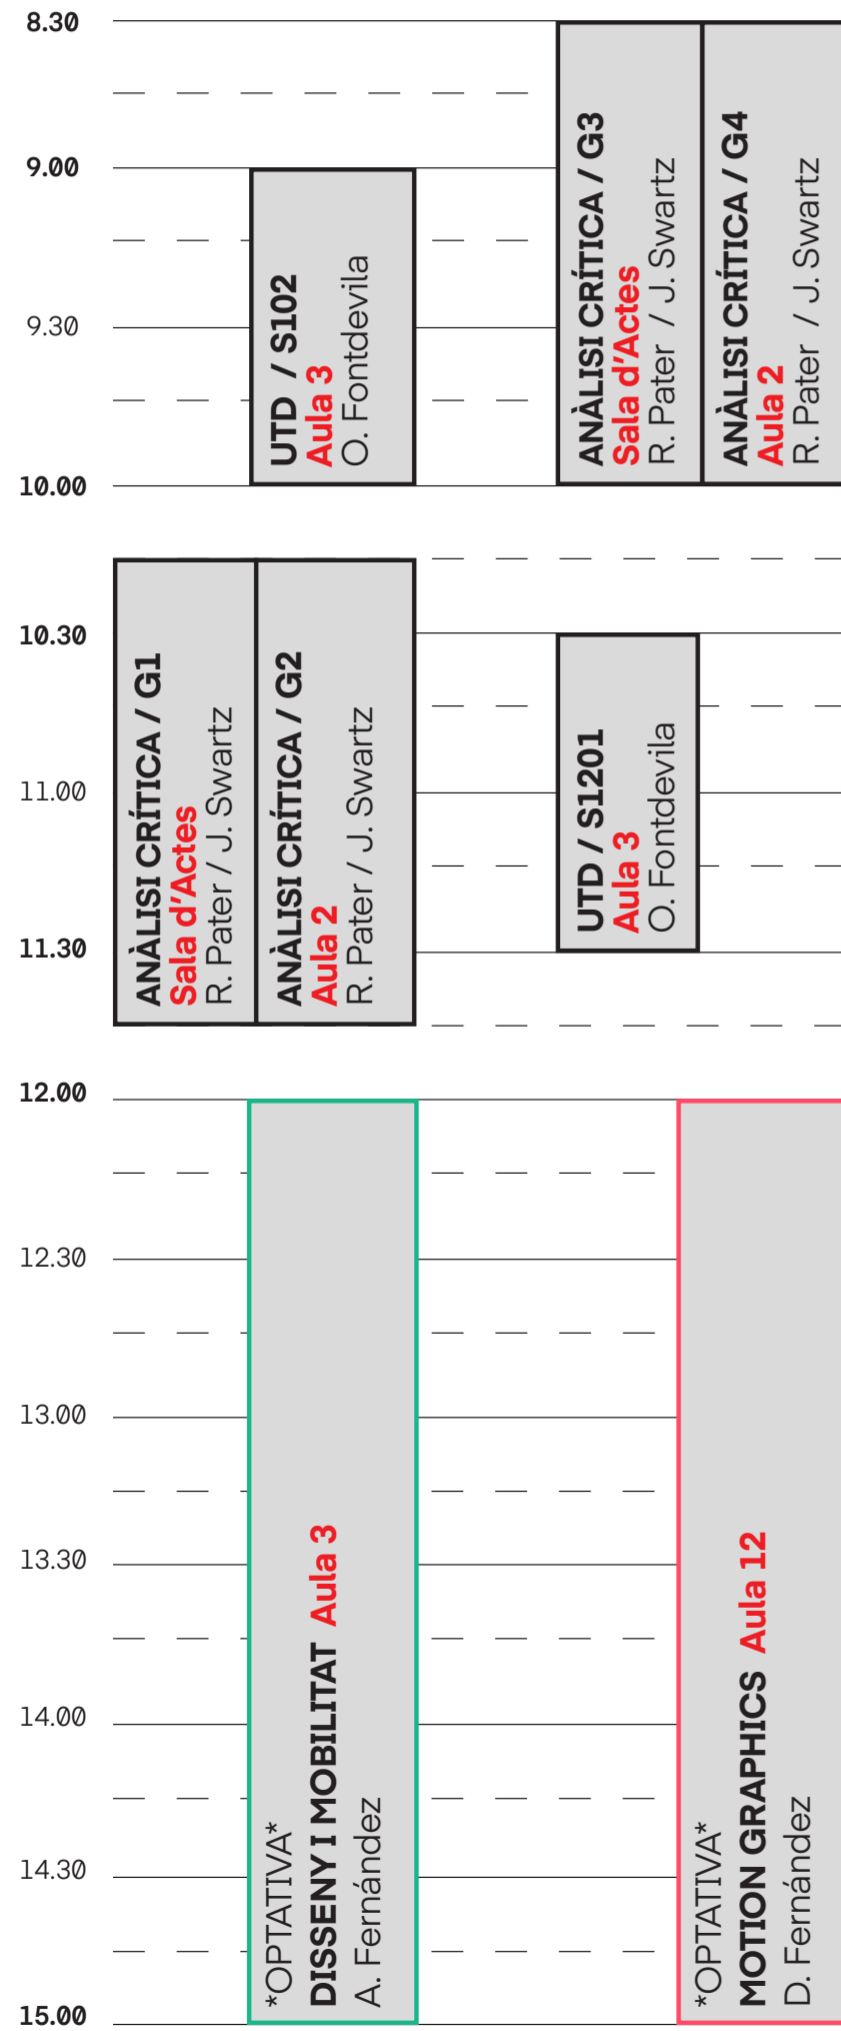 8.30
9.00
9.30
10.00
10.30
11.00
11.30
12.00
12.30
13.00
13.30
14.00
14.30
15.00
UTD / S102
Aula 3
O. Fontdevila
ANÀLISI CRÍTICA / G3
Sala d'Actes
R. Pater / J. Swartz
ANÀLISI CRÍTICA / G4
Aula 2
R. Pater / J. Swartz
ANÀLISI CRÍTICA / G1
Sala d'Actes
R. Pater / J. Swartz
ANÀLISI CRÍTICA / G2
Aula 2
R. Pater / J. Swartz
UTD / S1201
Aula 3
O. Fontdevila
*OPTATIVA*
DISSENY I MOBILITAT Aula 3
A. Fernández
*OPTATIVA*
MOTION GRAPHICS Aula 12
D. Fernández